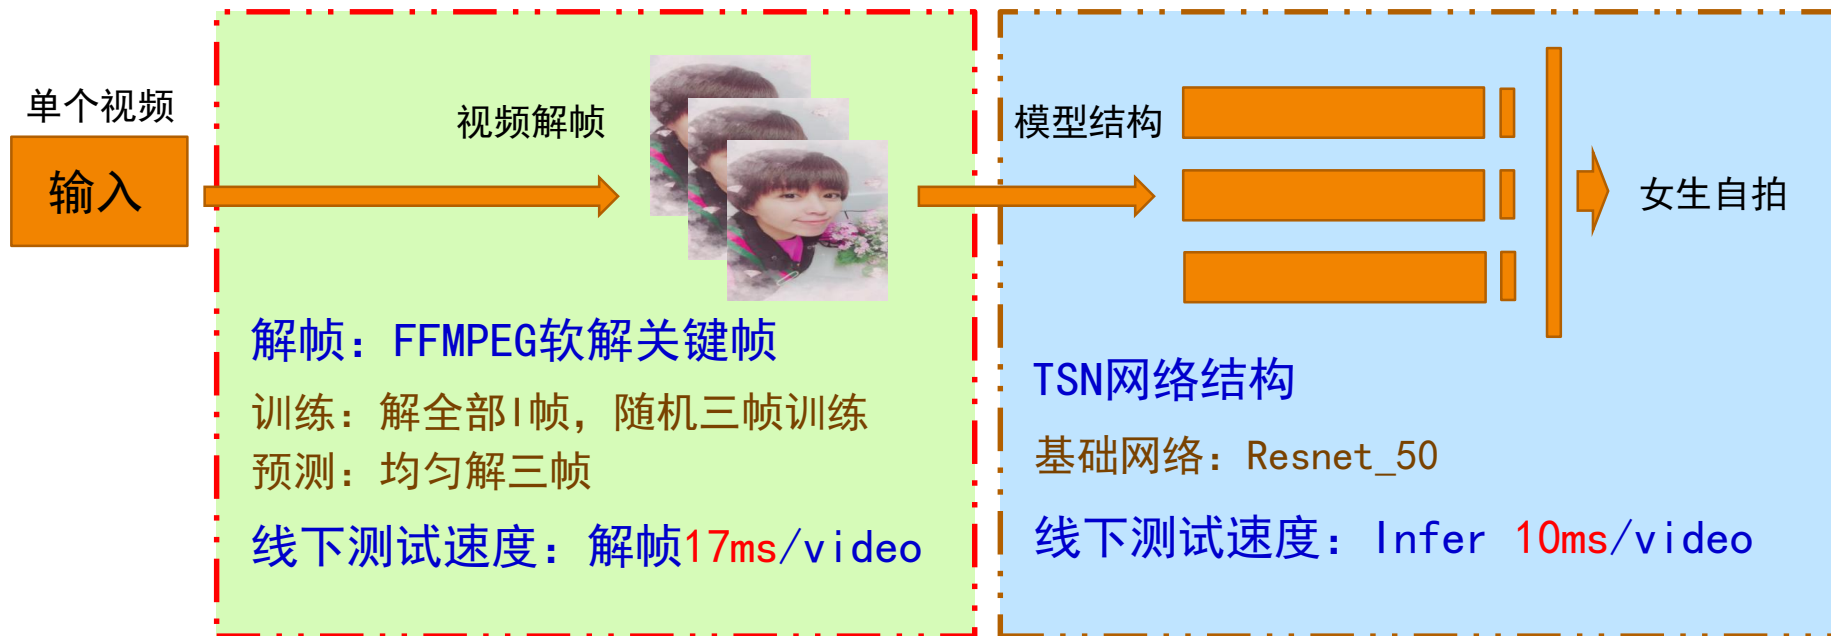 单个视频
输入
视频解帧
解帧：FFMPEG软解关键帧
训练：解全部I帧，随机三帧训练
预测：均匀解三帧
线下测试速度：解帧17ms/video
模型结构
女生自拍
TSN网络结构
基础网络：Resnet_50
线下测试速度：Infer 10ms/video